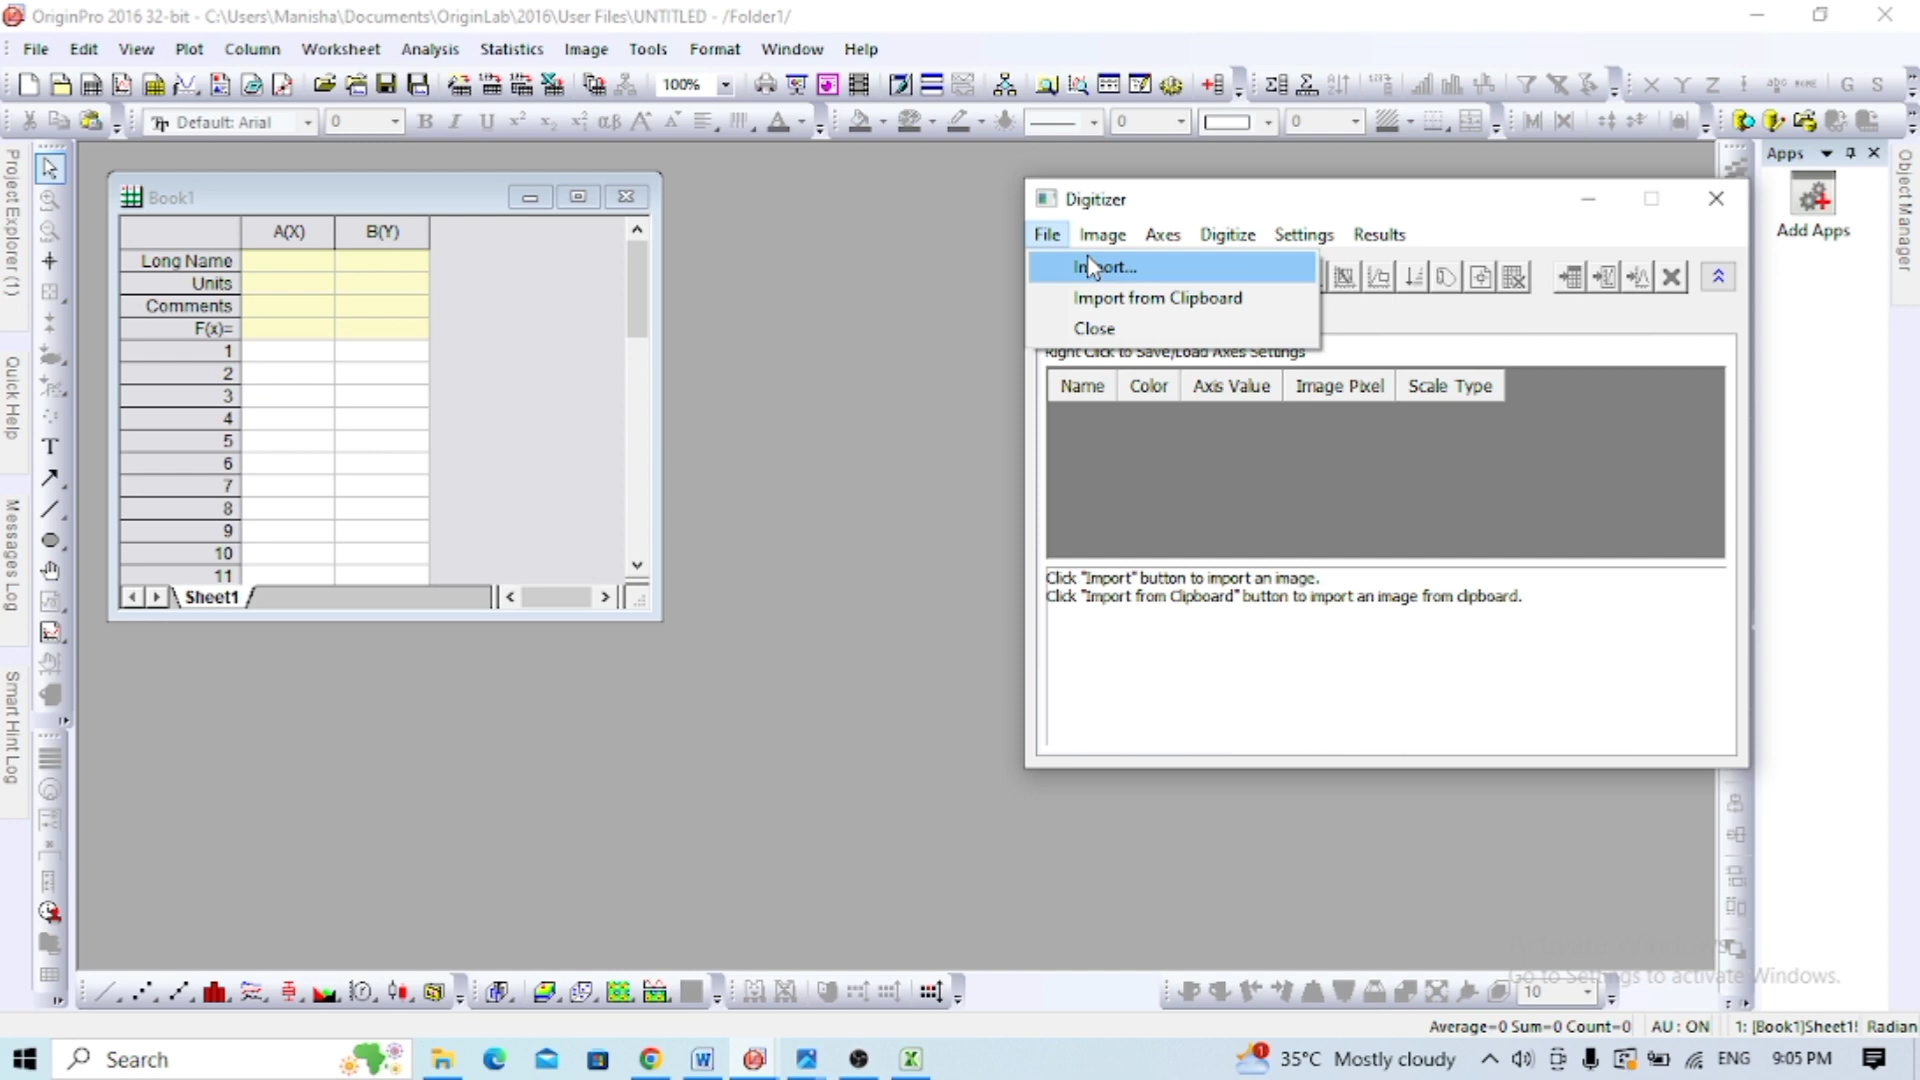 OriginPro 2016 32-bit - C:\Users\Manisha\Documents\OriginLab\2016\User Files\UNTITLED - /Folder1/
File Edit View Plot Column Worksheet Analysis Statistics Image Tools Format Window Help
100%
Default: Arial 0 B I U 0 0
Project Explorer (1)
Quick Help
Messages Log
Smart Hint Log
Book1
A(X) B(Y)
Long Name
Units
Comments
F(x)=
1
2
3
4
5
6
7
8
9
10
11
Sheet1
Digitizer
File Image Axes Digitize Settings Results
Import from Clipboard
Close
Right Click to Save/Load Axes Settings
Name Color Axis Value Image Pixel Scale Type
Click "Import" button to import an image.
Click "Import from Clipboard" button to import an image from clipboard.
Apps
Add Apps
Object Manager
Go to Settings to activate Windows.
10
Average=0 Sum=0 Count=0 AU : ON 1: [Book1]Sheet1! Radian
Search
35°C Mostly cloudy ENG 9:05 PM